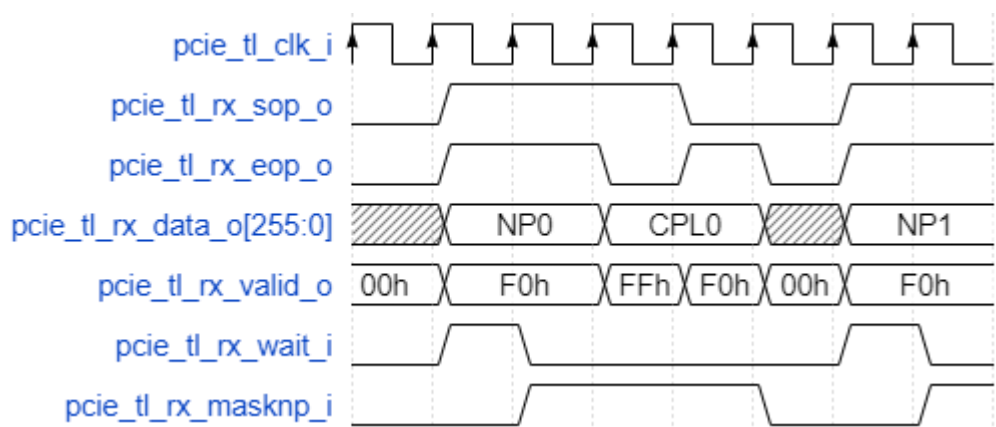 pcie_tl_clk_i
pcie_tl_rx_sop_o
pcie_tl_rx_eop_o
pcie_tl_rx_data_o[255:0] NP0 CPL0 NP1
pcie_tl_rx_valid_o 00h F0h FFh F0h 00h F0h
pcie_tl_rx_wait_i
pcie_tl_rx_masknp_i